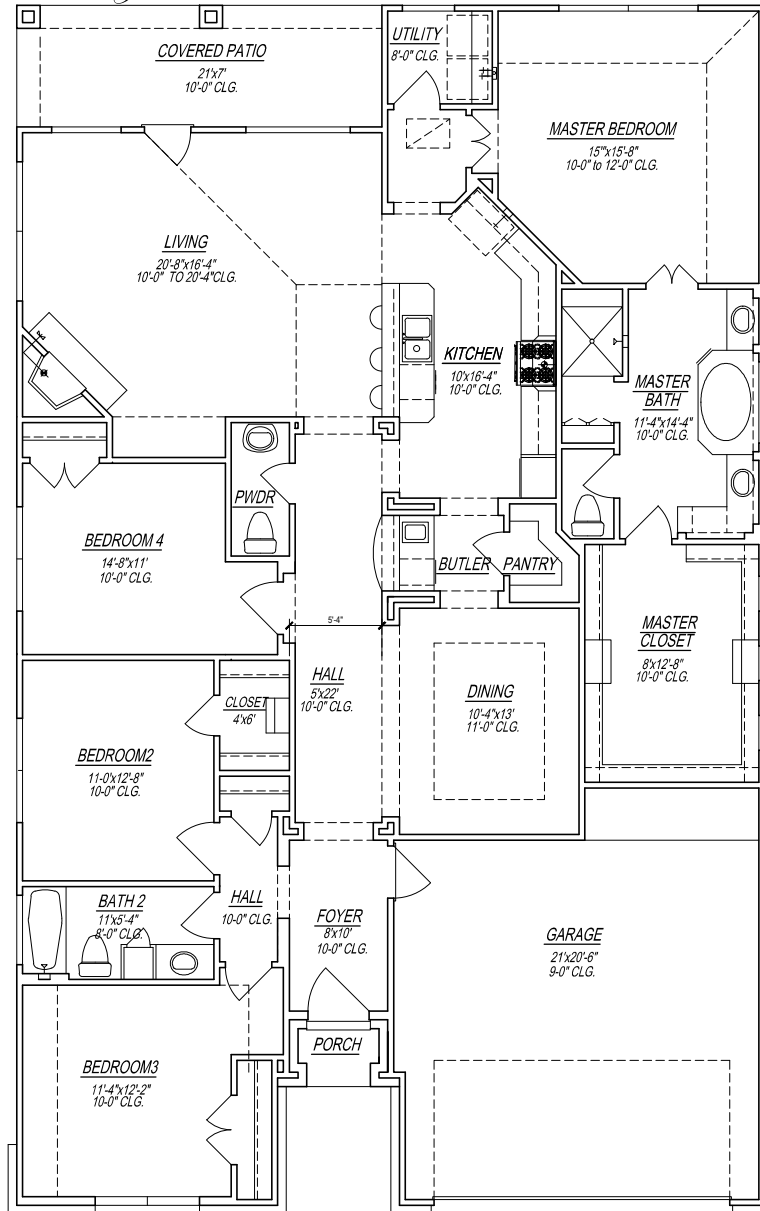 COVERED PATIO
21'x7'
10'-0" CLG.
UTILITY
8'-0" CLG.
MASTER BEDROOM
15'"x15'-8"
10-0" to 12'-0" CLG.
LIVING
20'-8"x16'-4"
10'-0" TO 20'-4"CLG.
KITCHEN
10'x16'-4"
10'-0" CLG.
MASTER
BATH
11'-4"x14'-4"
10'-0" CLG.
PWDR
BEDROOM 4
14'-8"x11'
10'-0" CLG.
BUTLER
PANTRY
5'-4"
MASTER
CLOSET
8'x12'-8"
10'-0" CLG.
HALL
5'x22'
10'-0" CLG.
DINING
10'-4"x13'
11'-0" CLG.
CLOSET
4'x6'
BEDROOM2
11-0'x12'-8"
10-0" CLG.
BATH 2
11'x5'-4"
8'-0" CLG.
HALL
10-0" CLG.
FOYER
8'x10'
10-0" CLG.
GARAGE
21'x20'-6"
9-0" CLG.
PORCH
BEDROOM3
11'-4"x12'-2"
10-0" CLG.